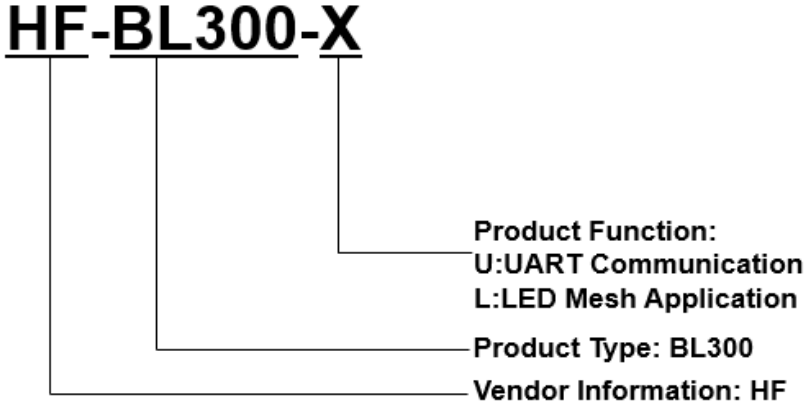 HF-BL300-X
Product Function:
U:UART Communication
L:LED Mesh Application
Product Type: BL300
Vendor Information: HF